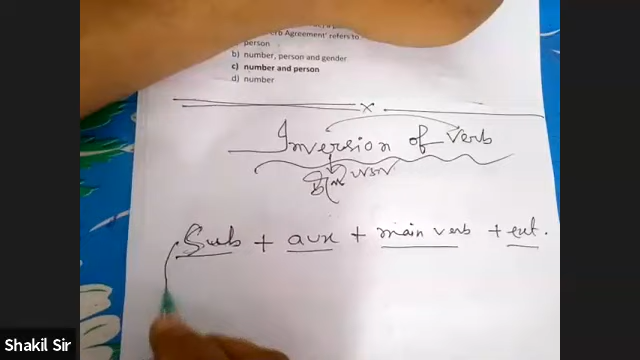 erb Agreement' refers to
person
b) number, person and gender
c) number and person
d) number
x
Inversion of verb
Sub + aux + main verb + ext.
Shakil Sir